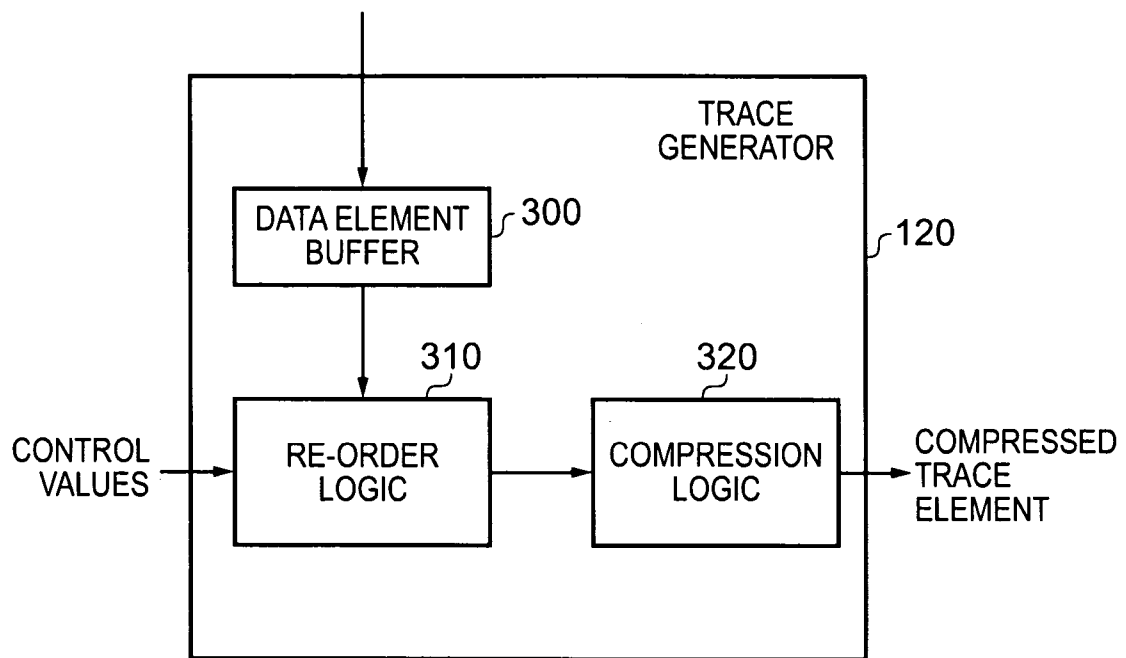 TRACE
GENERATOR
DATA ELEMENT
BUFFER
300
120
310
320
CONTROL
VALUES
RE-ORDER
LOGIC
COMPRESSION
LOGIC
COMPRESSED
TRACE
ELEMENT